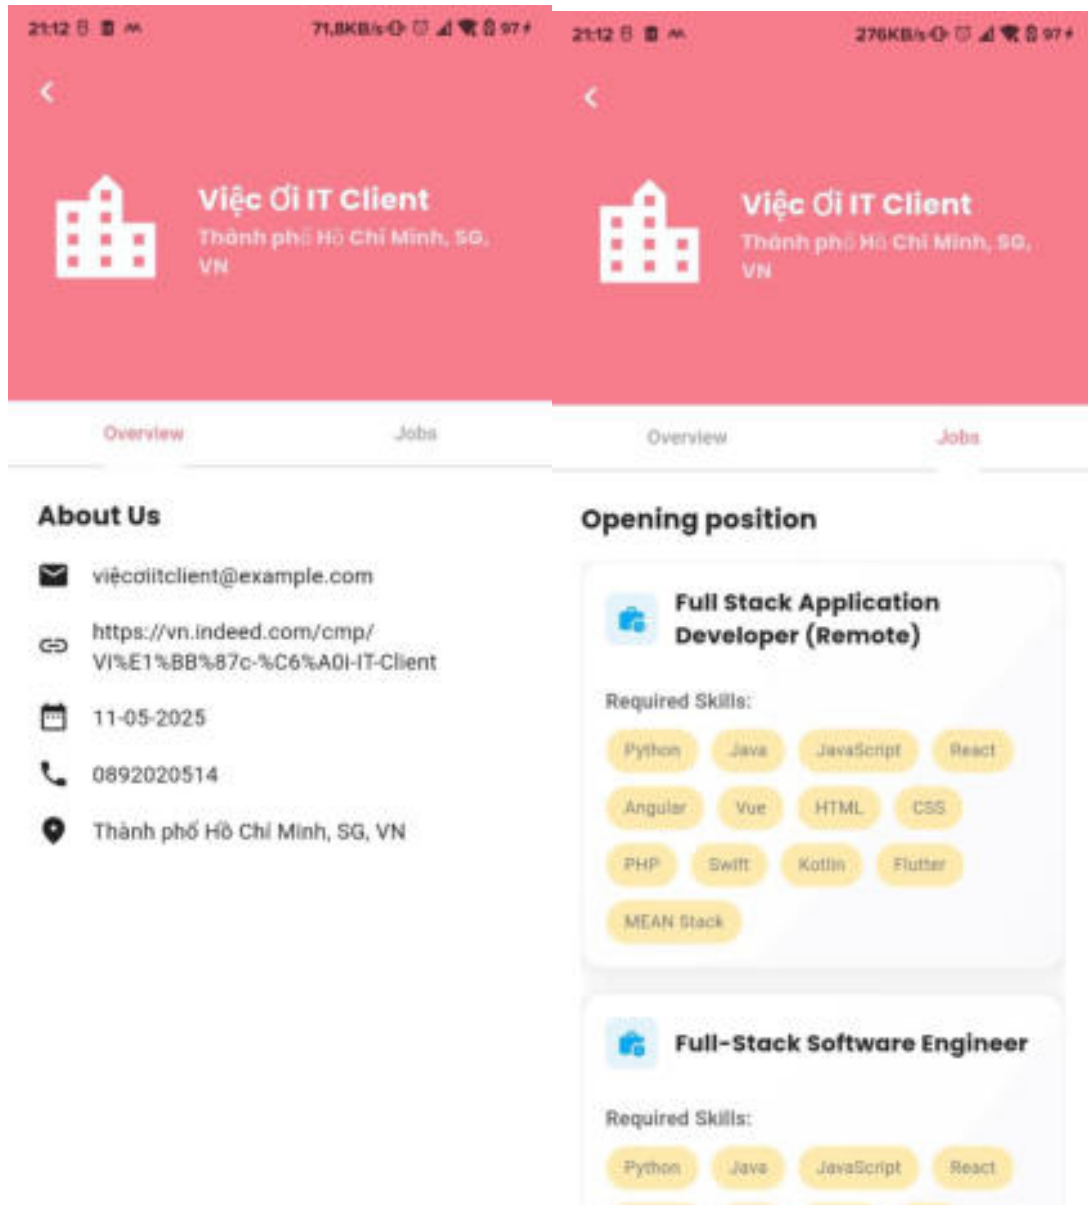 21:12
71,8KB/s
97
Việc Ơi IT Client
Thành phố Hồ Chí Minh, SG,
VN
Overview
Jobs
About Us
việcơiitclient@example.com
https://vn.indeed.com/cmp/
Vi%E1%BB%87c-%C6%A0i-IT-Client
11-05-2025
0892020514
Thành phố Hồ Chí Minh, SG, VN
21:12
276KB/s
97
Việc Ơi IT Client
Thành phố Hồ Chí Minh, SG,
VN
Overview
Jobs
Opening position
Full Stack Application
Developer (Remote)
Required Skills:
Python Java JavaScript React
Angular Vue HTML CSS
PHP Swift Kotlin Flutter
MEAN Stack
Full-Stack Software Engineer
Required Skills:
Python Java JavaScript React